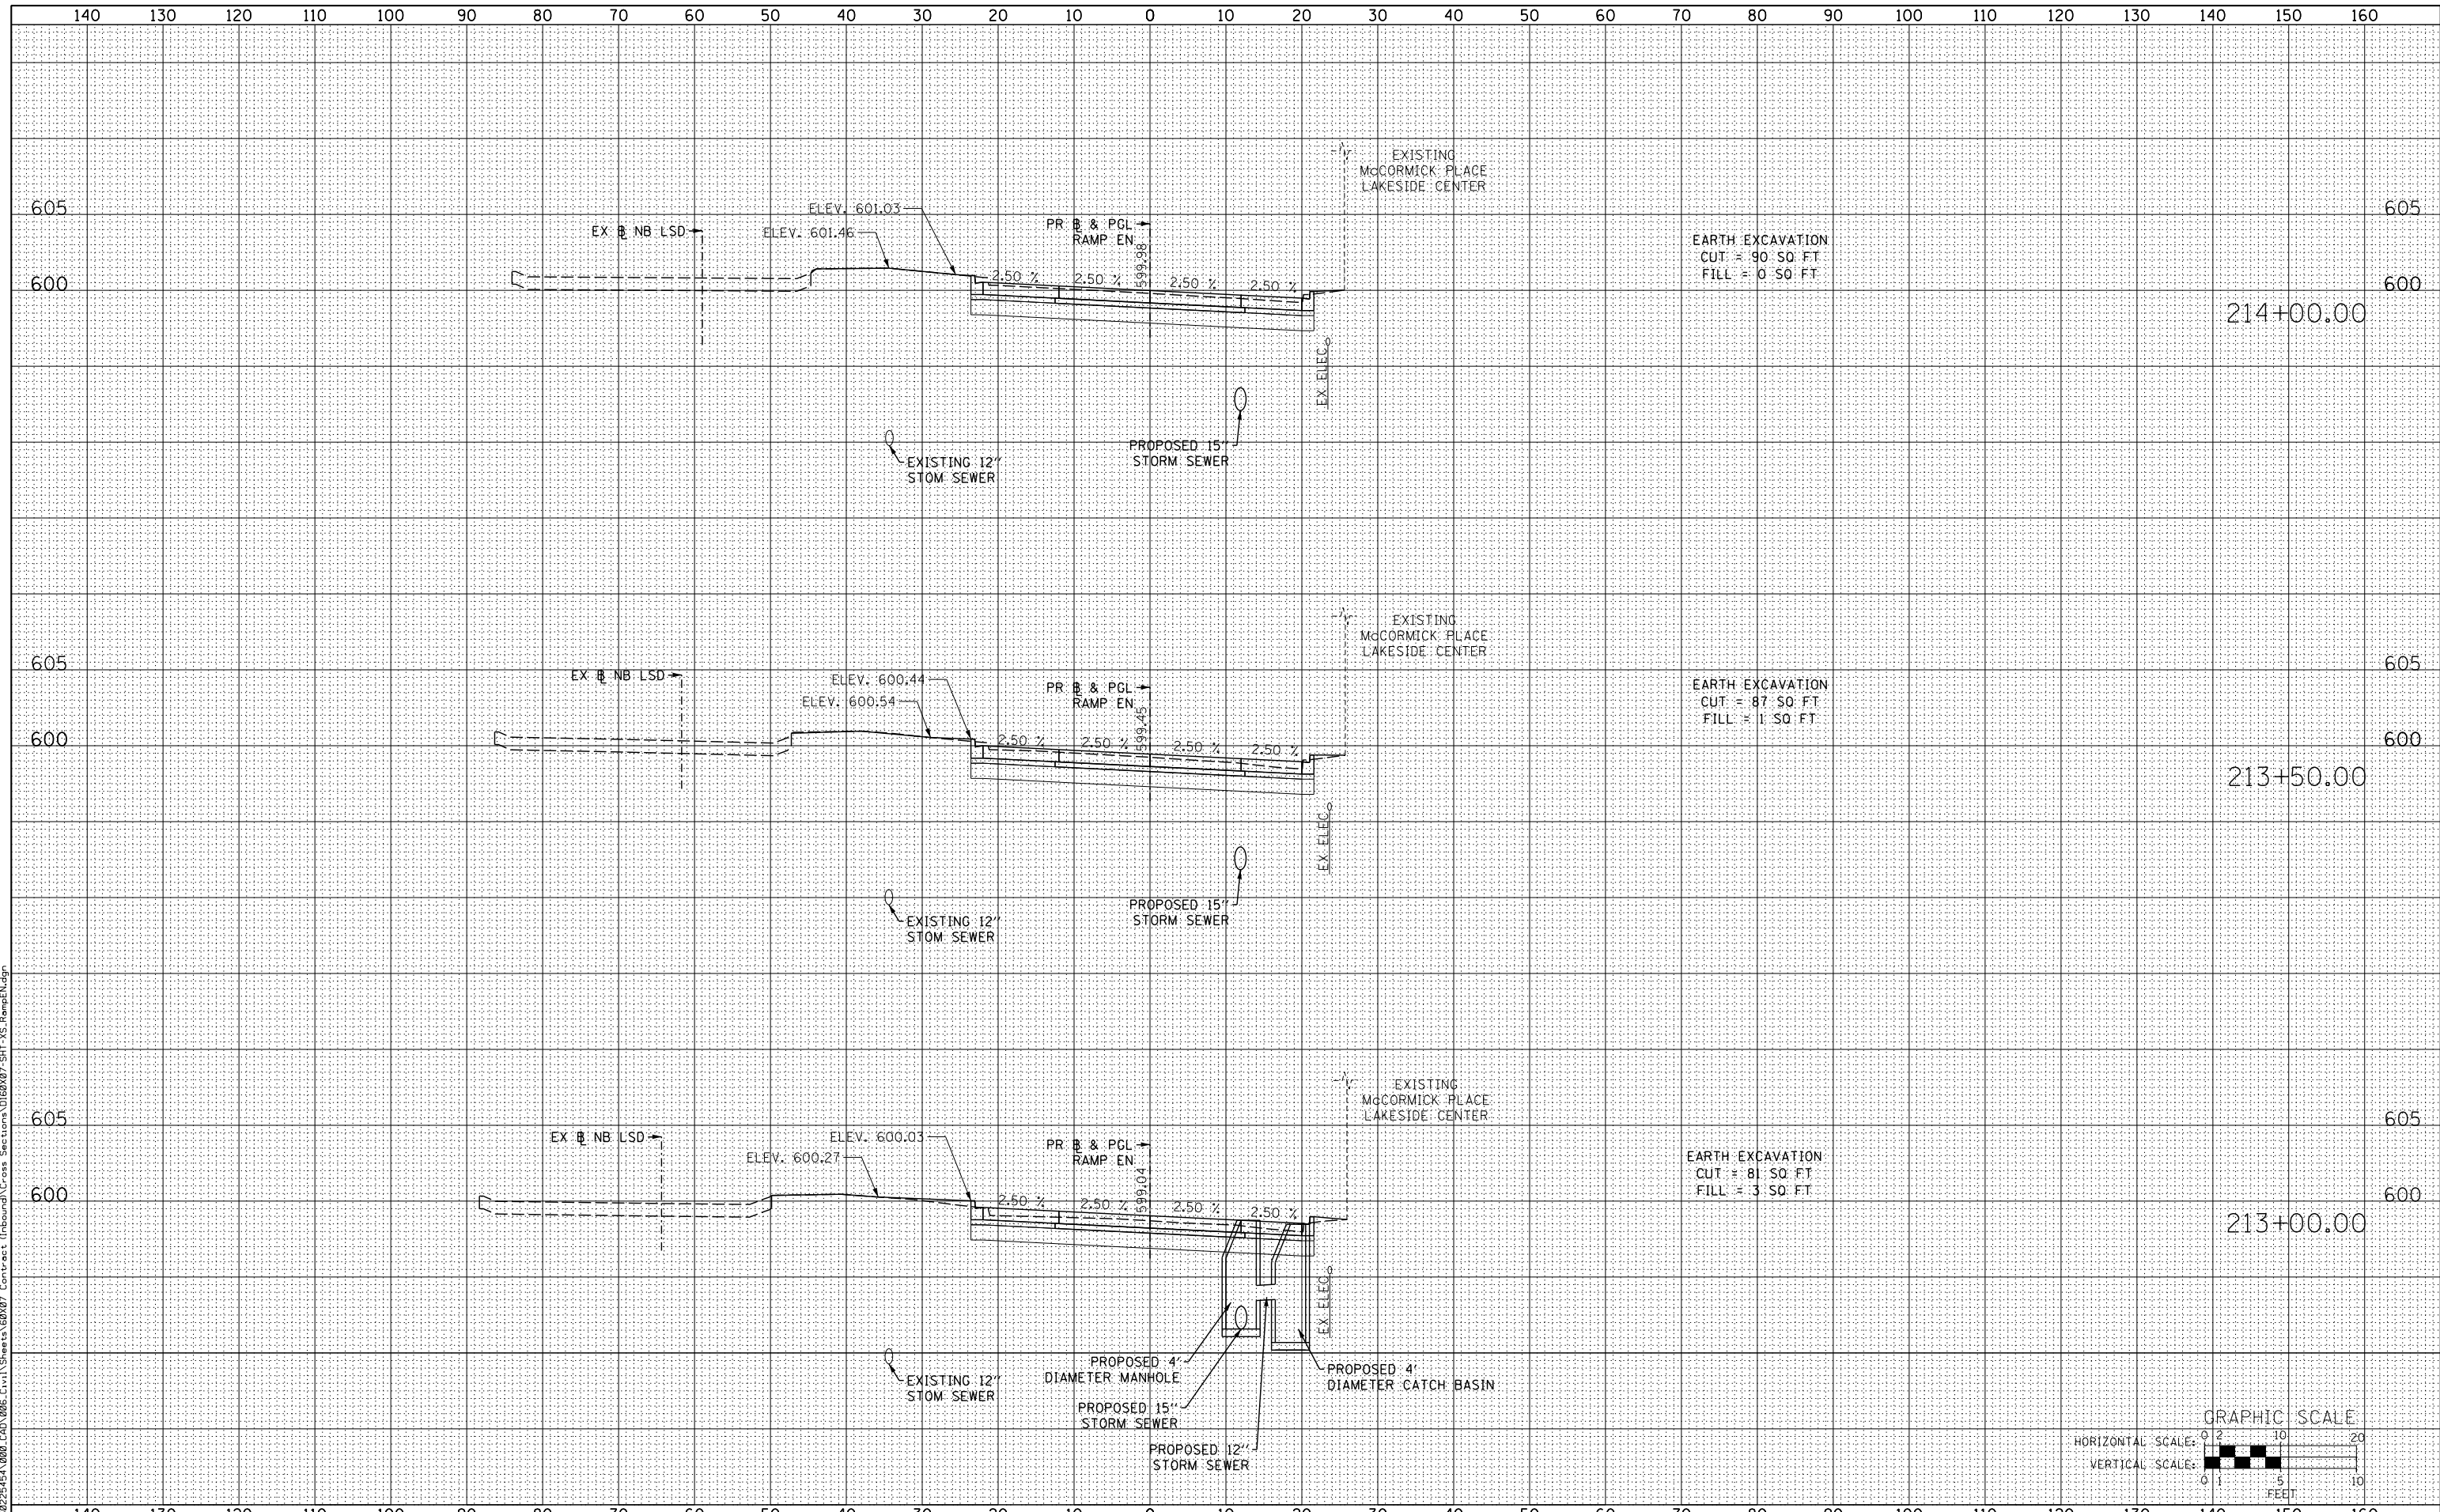 140 130 120 110 100 90 80 70 60 50 40 30 20 10 0 10 20 30 40 50 60 70 80 90 100 110 120 130 140 150 160
EXISTING
McCORMICK PLACE
LAKESIDE CENTER
605
605
ELEV. 601.03
EX BL NB LSD
ELEV. 601.46
PR BL & PGL
RAMP EN
599.98
EARTH EXCAVATION
CUT = 90 SQ FT
FILL = 0 SQ FT
600
2.50 % 2.50 % 2.50 % 2.50 %
600
214+00.00
EX ELEC
PROPOSED 15"
STORM SEWER
EXISTING 12"
STOM SEWER
EXISTING
McCORMICK PLACE
LAKESIDE CENTER
605
605
EX BL NB LSD
ELEV. 600.44
ELEV. 600.54
PR BL & PGL
RAMP EN
599.45
EARTH EXCAVATION
CUT = 87 SQ FT
FILL = 1 SQ FT
600
2.50 % 2.50 % 2.50 % 2.50 %
600
213+50.00
EX ELEC
PROPOSED 15"
STORM SEWER
EXISTING 12"
STOM SEWER
EXISTING
McCORMICK PLACE
LAKESIDE CENTER
605
605
EX BL NB LSD
ELEV. 600.03
ELEV. 600.27
PR BL & PGL
RAMP EN
599.04
EARTH EXCAVATION
CUT = 81 SQ FT
FILL = 3 SQ FT
600
2.50 % 2.50 % 2.50 % 2.50 %
600
213+00.00
EX ELEC
PROPOSED 4'
DIAMETER MANHOLE
PROPOSED 4'
DIAMETER CATCH BASIN
EXISTING 12"
STOM SEWER
PROPOSED 15"
STORM SEWER
PROPOSED 12"
STORM SEWER
GRAPHIC SCALE
HORIZONTAL SCALE: 0 2 10 20
VERTICAL SCALE: 0 1 5 10
FEET